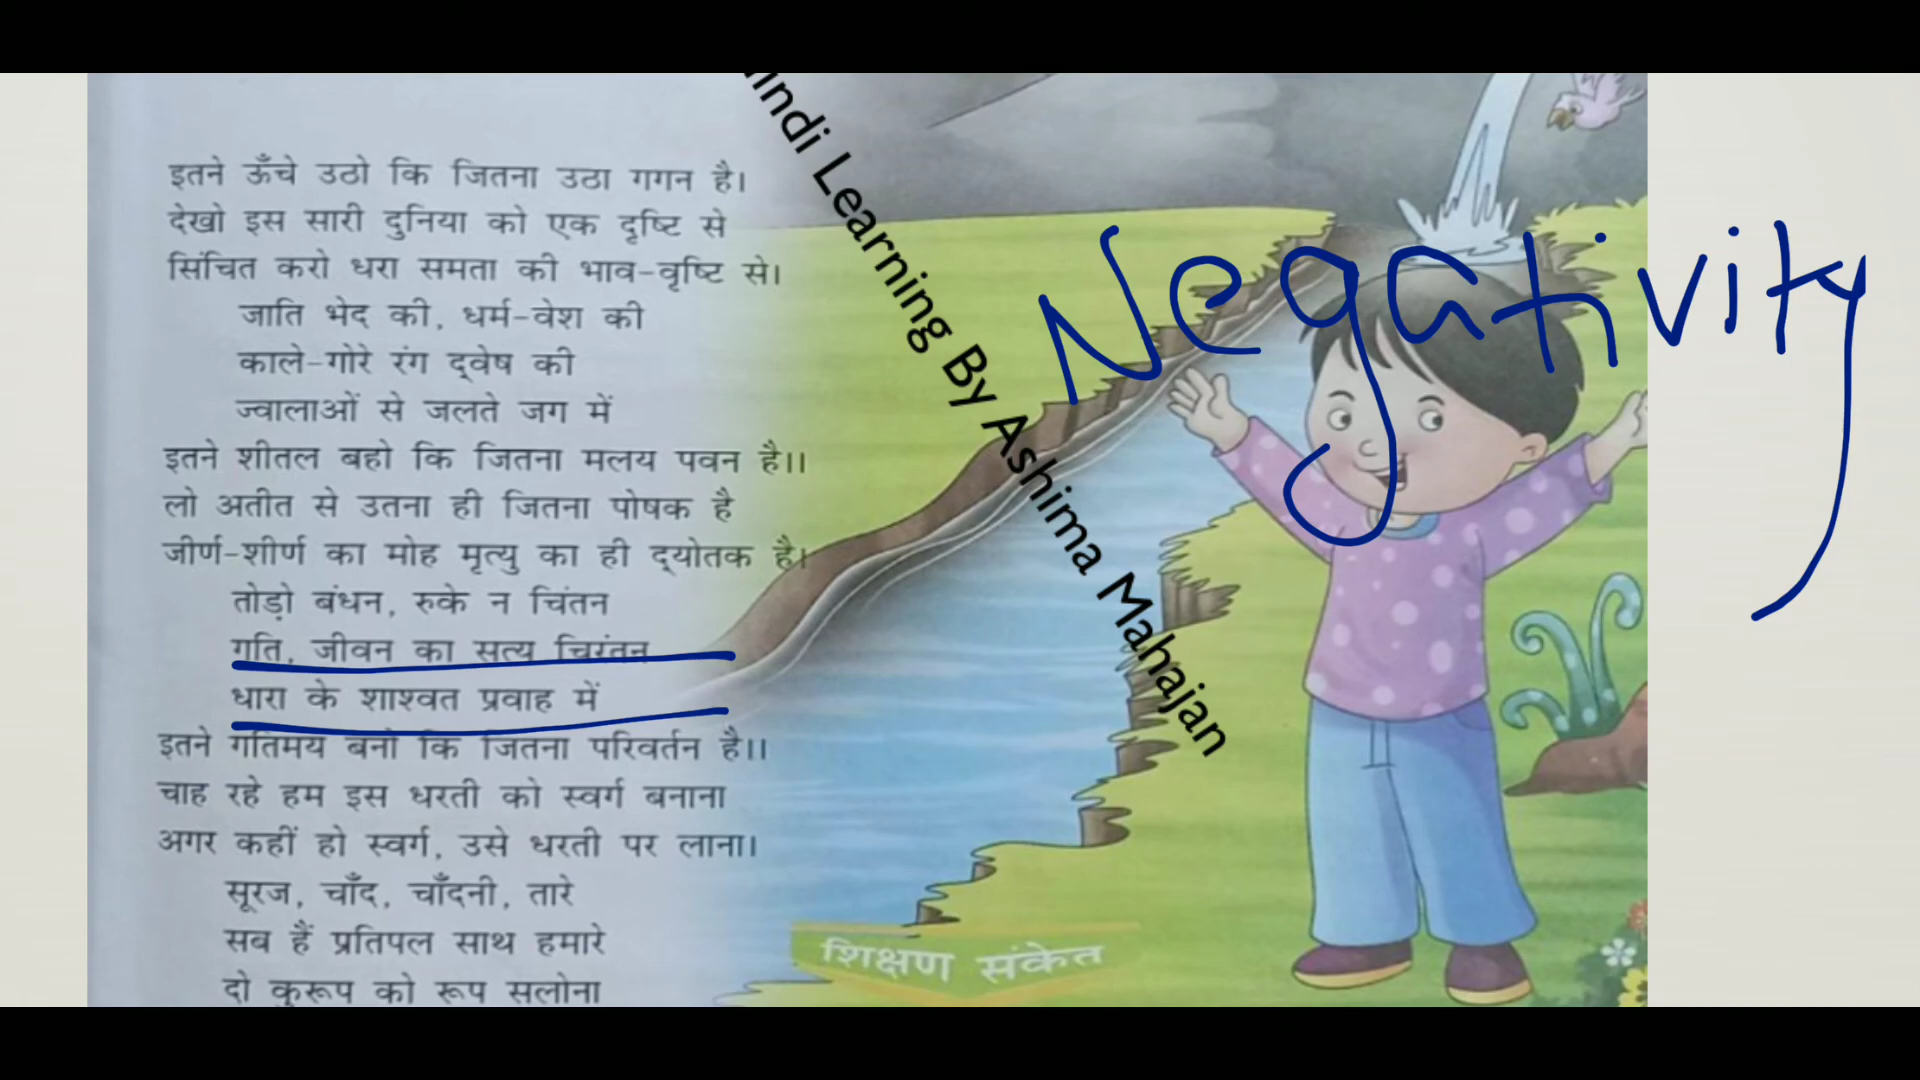 इतने ऊँचे उठो कि जितना उठा गगन है।
देखो इस सारी दुनिया को एक दृष्टि से
सिंचित करो धरा समता की भाव-वृष्टि से।
जाति भेद की, धर्म-वेश की
काले-गोरे रंग द्वेष की
ज्वालाओं से जलते जग में
इतने शीतल बहो कि जितना मलय पवन है।।
लो अतीत से उतना ही जितना पोषक है
जीर्ण-शीर्ण का मोह मृत्यु का ही द्योतक है।
तोड़ो बंधन, रुके न चिंतन
गति, जीवन का सत्य चिरंतन
धारा के शाश्वत प्रवाह में
इतने गतिमय बनो कि जितना परिवर्तन है।।
चाह रहे हम इस धरती को स्वर्ग बनाना
अगर कहीं हो स्वर्ग, उसे धरती पर लाना।
सूरज, चाँद, चाँदनी, तारे
सब हैं प्रतिपल साथ हमारे
दो कुरूप को रूप सलोना
शिक्षण संकेत
Negativity
indi Learning By Ashima Mahajan